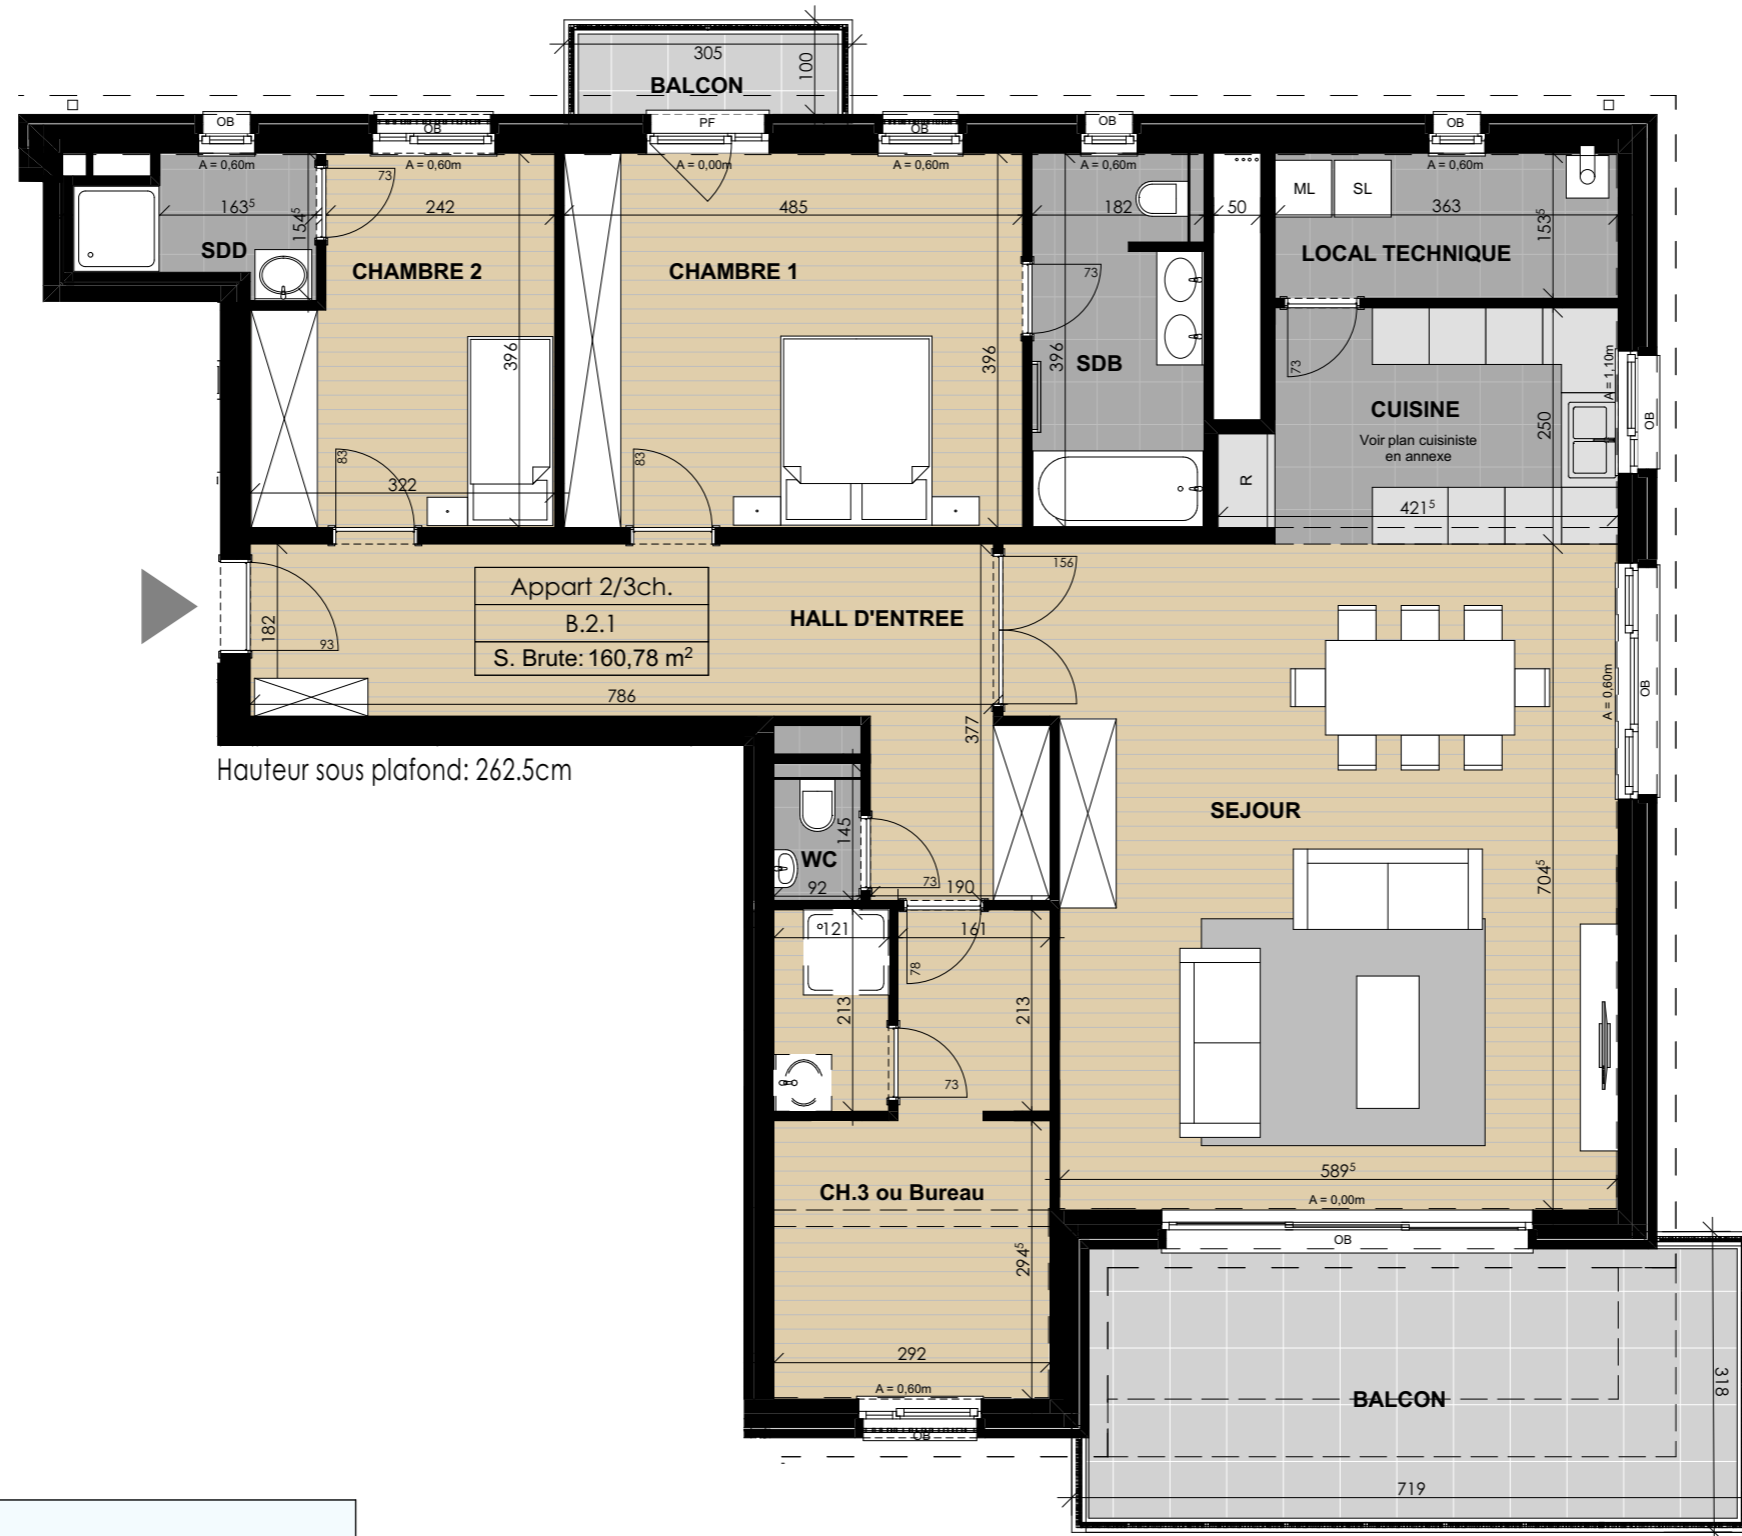 305
100
BALCON
OB
OB
PF
OB
OB
OB
A = 0,60m
A = 0,60m
A = 0,00m
A = 0,60m
A = 0,60m
A = 0,60m
73
163⁵
154⁵
242
485
182
50
ML
SL
363
153⁵
SDD
CHAMBRE 2
CHAMBRE 1
73
LOCAL TECHNIQUE
396
396
396
SDB
73
A = 1,10m
OB
CUISINE
Voir plan cuisiniste
en annexe
250
83
83
322
R
421⁵
156
Appart 2/3ch.
B.2.1
S. Brute: 160,78 m²
HALL D'ENTREE
182
93
786
377
A = 0,60m
OB
Hauteur sous plafond: 262.5cm
SEJOUR
145
WC
92
73
190
704⁵
121
161
78
213
213
73
CH.3 ou Bureau
589⁵
A = 0,00m
OB
294⁵
292
A = 0,60m
OB
BALCON
318
719